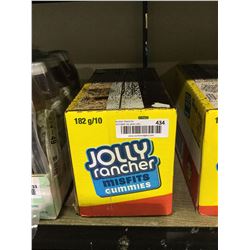 182 g/10
434
JOLLY
rancher
MISFITS
GUMMIES